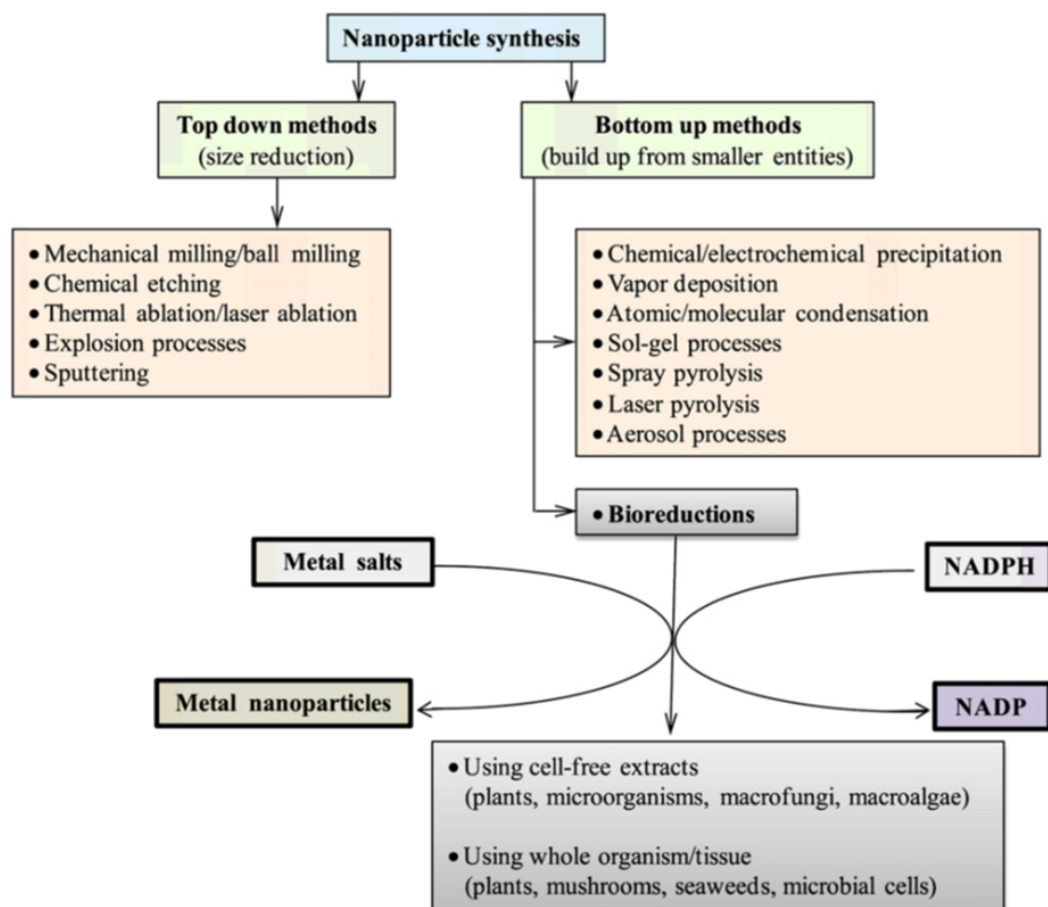 Nanoparticle synthesis
Top down methods
(size reduction)
Bottom up methods
(build up from smaller entities)
• Mechanical milling/ball milling
• Chemical etching
• Thermal ablation/laser ablation
• Explosion processes
• Sputtering
• Chemical/electrochemical precipitation
• Vapor deposition
• Atomic/molecular condensation
• Sol-gel processes
• Spray pyrolysis
• Laser pyrolysis
• Aerosol processes
• Bioreductions
Metal salts
NADPH
Metal nanoparticles
NADP
• Using cell-free extracts
(plants, microorganisms, macrofungi, macroalgae)
• Using whole organism/tissue
(plants, mushrooms, seaweeds, microbial cells)